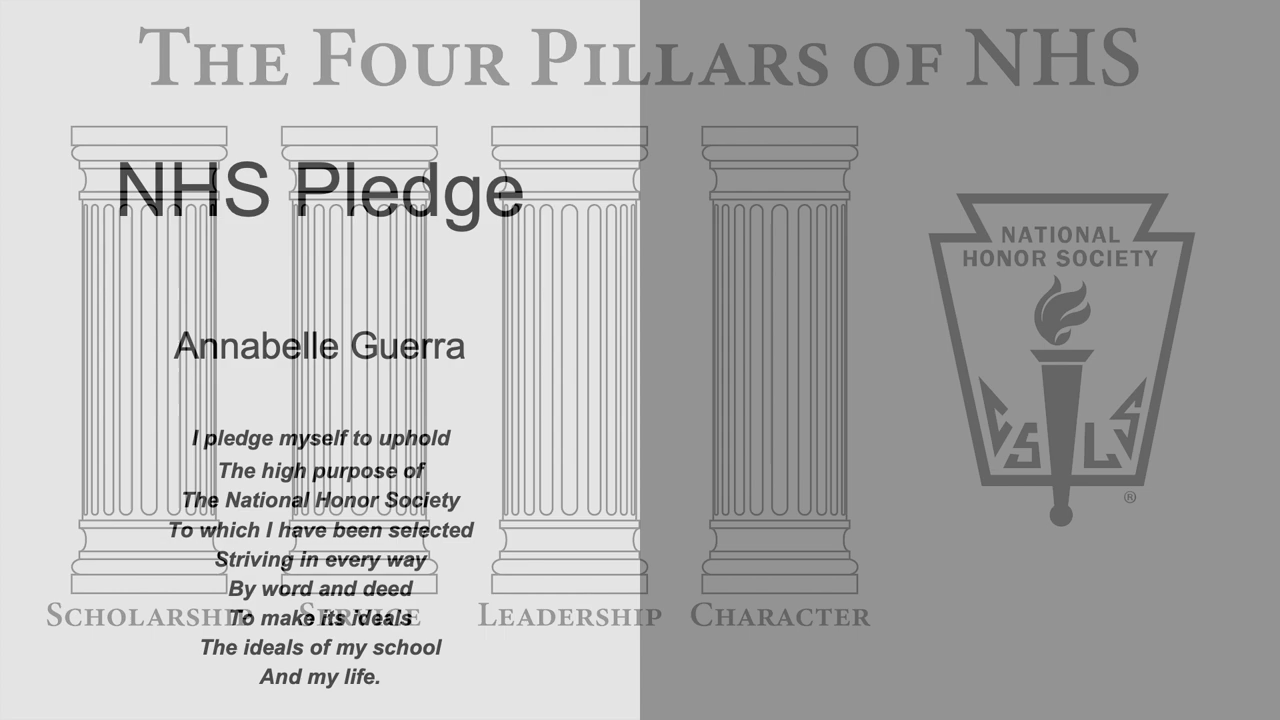 THE FOUR PILLARS OF NHS
NHS Pledge
Annabelle Guerra
I pledge myself to uphold
The high purpose of
The National Honor Society
To which I have been selected
Striving in every way
By word and deed
To make its ideals
The ideals of my school
And my life.
SCHOLARSHIP SERVICE LEADERSHIP CHARACTER
NATIONAL
HONOR SOCIETY
C S L S
®